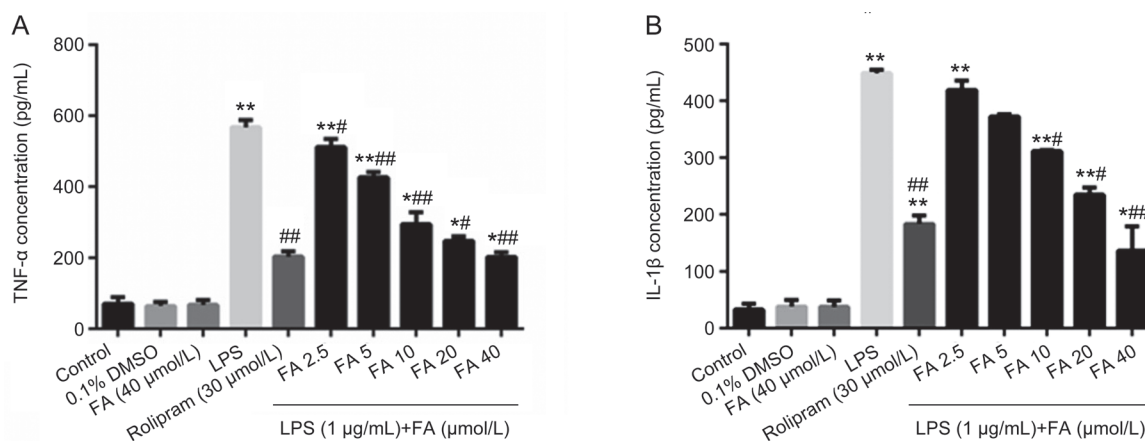 A
TNF-α concentration (pg/mL)
800
600
400
200
0
**
##
**#
**##
*##
*#
*##
Control
0.1% DMSO
FA (40 μmol/L)
LPS
Rolipram (30 μmol/L)
FA 2.5
FA 5
FA 10
FA 20
FA 40
LPS (1 μg/mL)+FA (μmol/L)
B
IL-1β concentration (pg/mL)
500
400
300
200
100
0
**
##
**
**
**#
**#
*##
Control
0.1% DMSO
FA (40 μmol/L)
LPS
Rolipram (30 μmol/L)
FA 2.5
FA 5
FA 10
FA 20
FA 40
LPS (1 μg/mL)+FA (μmol/L)